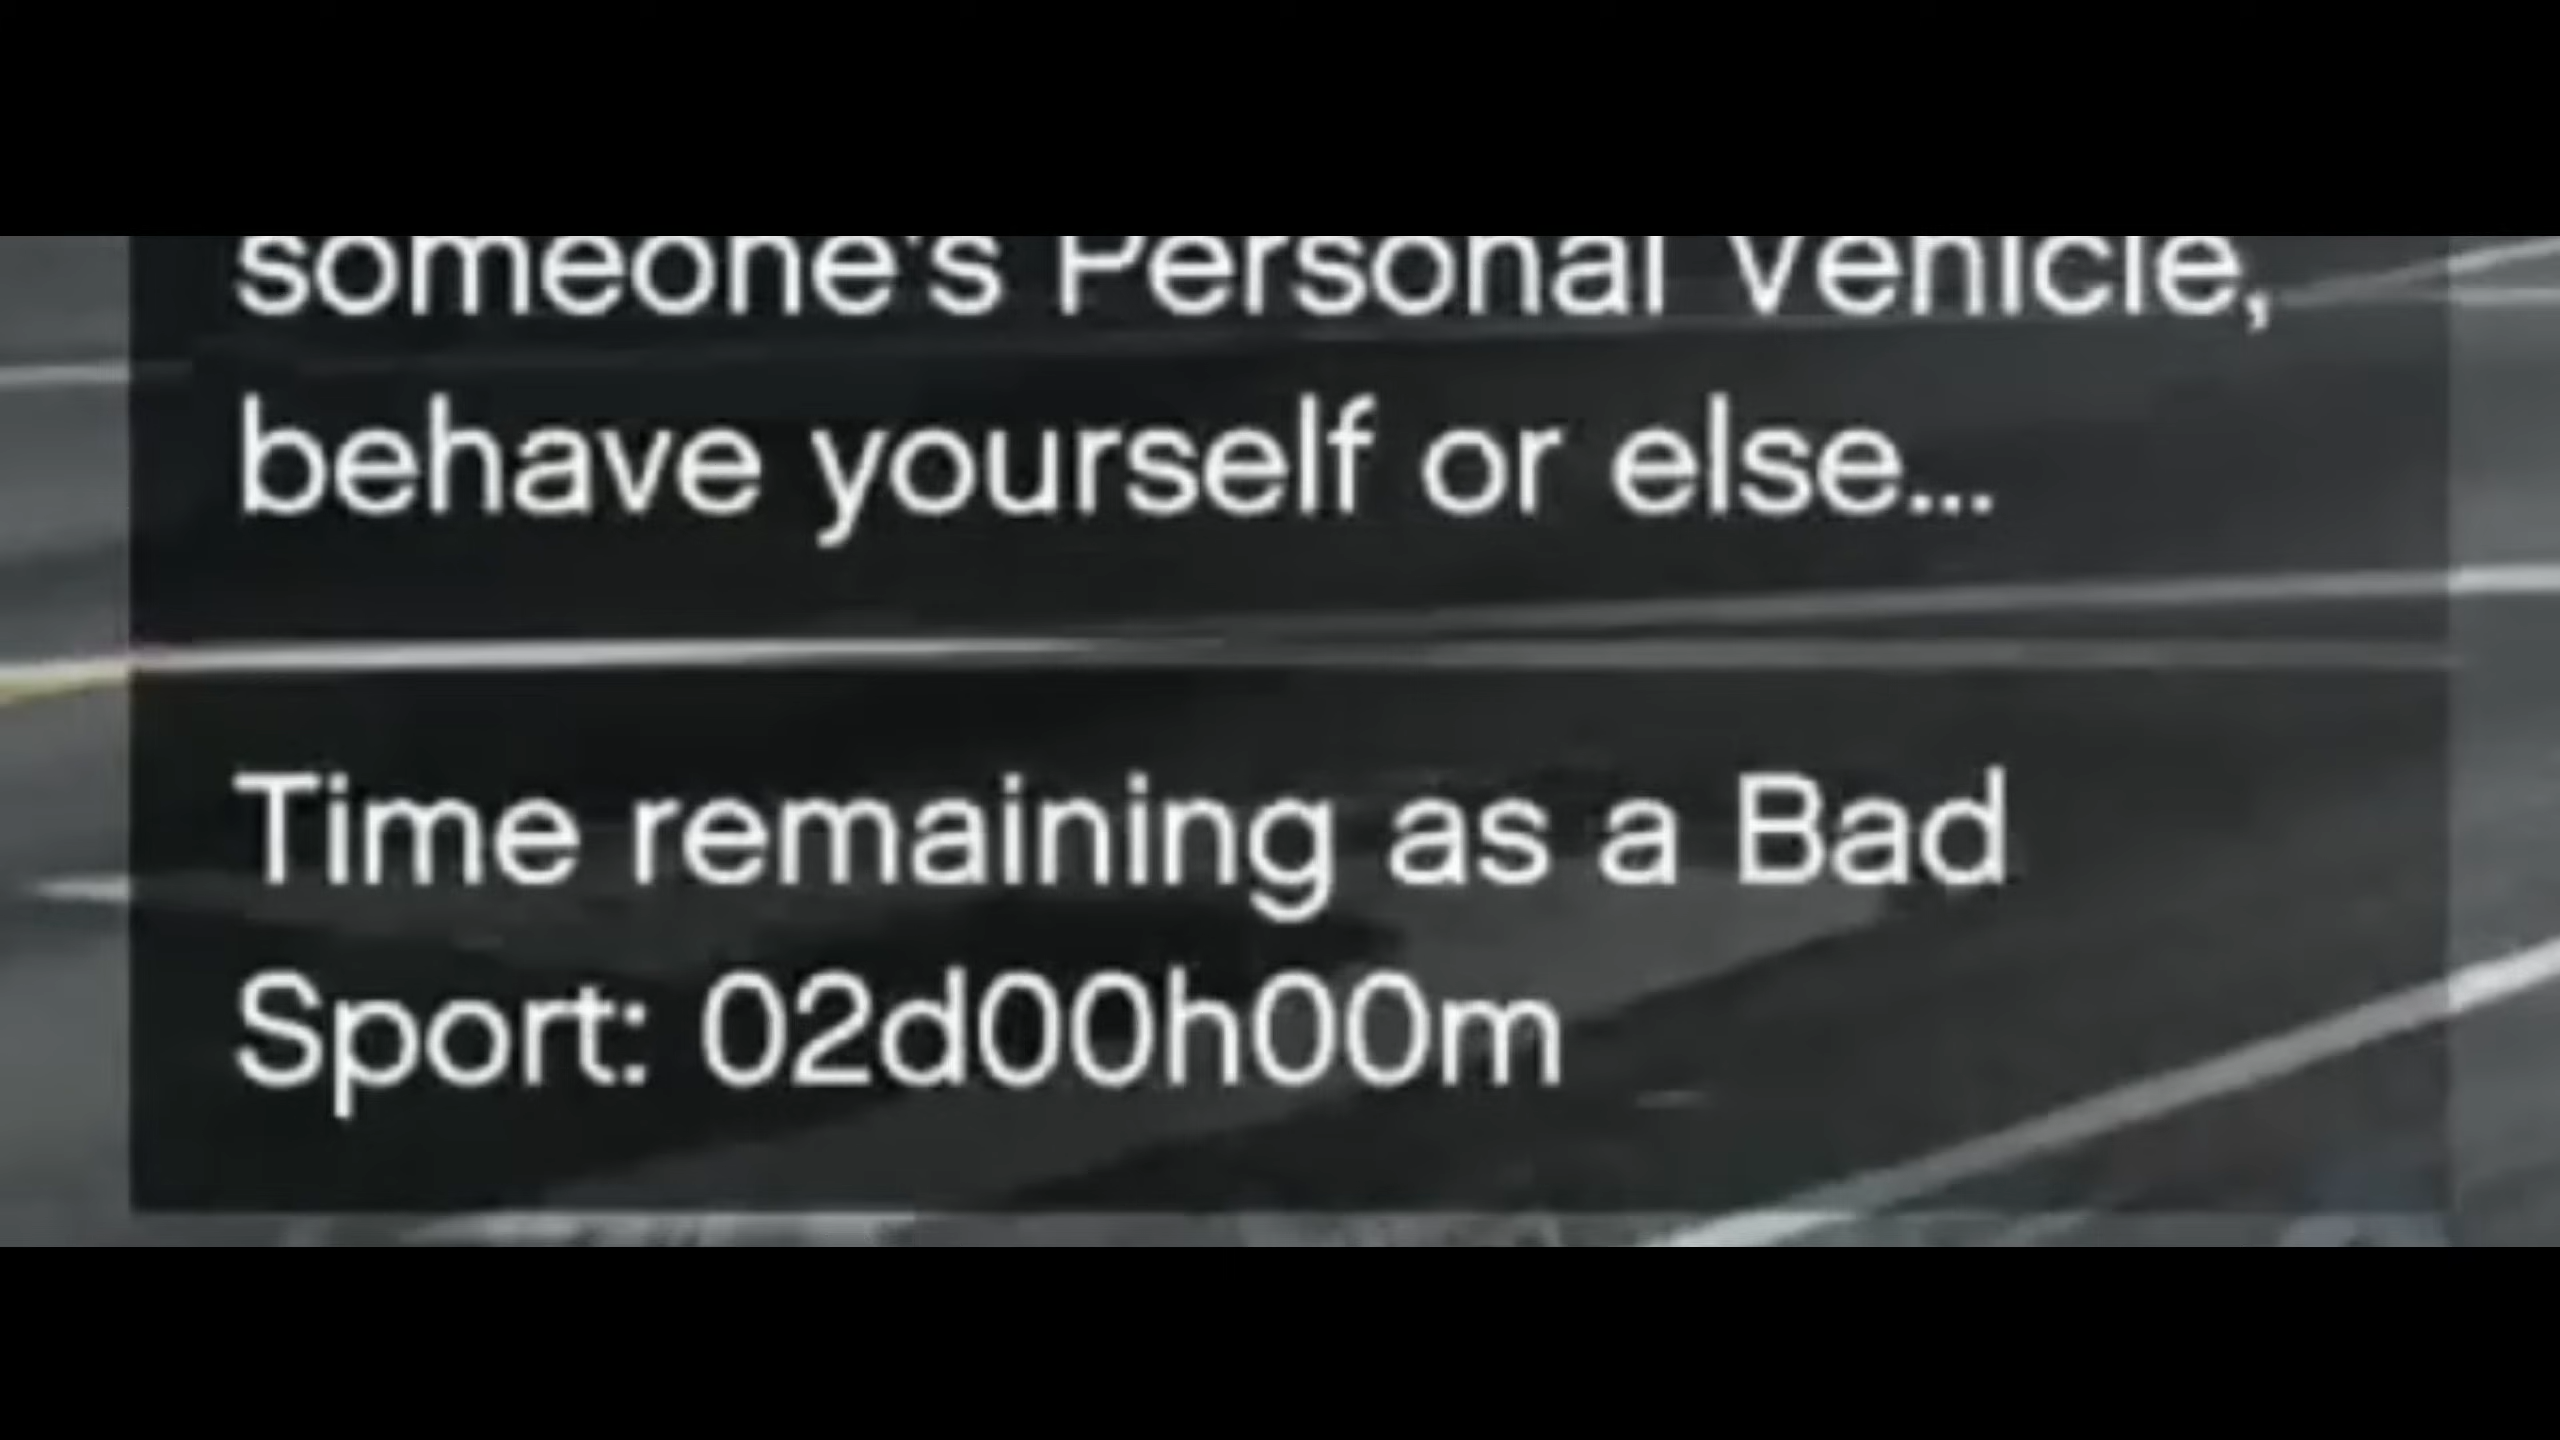 someone's Personal Vehicle,
behave yourself or else...
Time remaining as a Bad
Sport: 02d00h00m